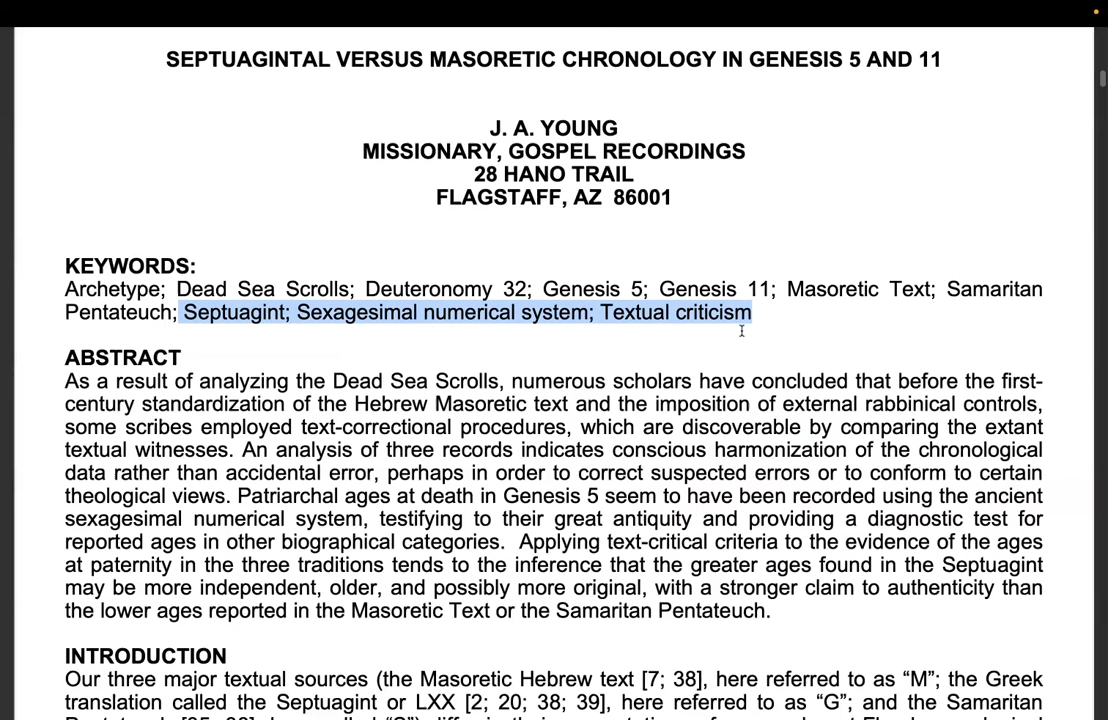 SEPTUAGINTAL VERSUS MASORETIC CHRONOLOGY IN GENESIS 5 AND 11
J. A. YOUNG
MISSIONARY, GOSPEL RECORDINGS
28 HANO TRAIL
FLAGSTAFF, AZ 86001
KEYWORDS:
Archetype; Dead Sea Scrolls; Deuteronomy 32; Genesis 5; Genesis 11; Masoretic Text; Samaritan
Pentateuch; Septuagint; Sexagesimal numerical system; Textual criticism
ABSTRACT
As a result of analyzing the Dead Sea Scrolls, numerous scholars have concluded that before the first-
century standardization of the Hebrew Masoretic text and the imposition of external rabbinical controls,
some scribes employed text-correctional procedures, which are discoverable by comparing the extant
textual witnesses. An analysis of three records indicates conscious harmonization of the chronological
data rather than accidental error, perhaps in order to correct suspected errors or to conform to certain
theological views. Patriarchal ages at death in Genesis 5 seem to have been recorded using the ancient
sexagesimal numerical system, testifying to their great antiquity and providing a diagnostic test for
reported ages in other biographical categories. Applying text-critical criteria to the evidence of the ages
at paternity in the three traditions tends to the inference that the greater ages found in the Septuagint
may be more independent, older, and possibly more original, with a stronger claim to authenticity than
the lower ages reported in the Masoretic Text or the Samaritan Pentateuch.
INTRODUCTION
Our three major textual sources (the Masoretic Hebrew text [7; 38], here referred to as “M”; the Greek
translation called the Septuagint or LXX [2; 20; 38; 39], here referred to as “G”; and the Samaritan